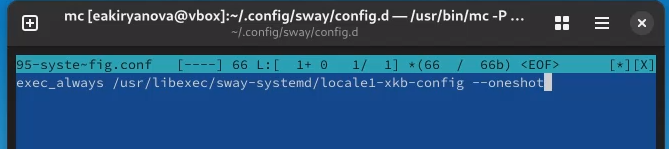 mc [eakiryanova@vbox]:~/.config/sway/config.d — /usr/bin/mc -P ...
~/.config/sway/config.d
95-syste~fig.conf [----] 66 L:[ 1+ 0 1/ 1] *(66 / 66b) <EOF> [*][X]
exec_always /usr/libexec/sway-systemd/locale1-xkb-config --oneshot